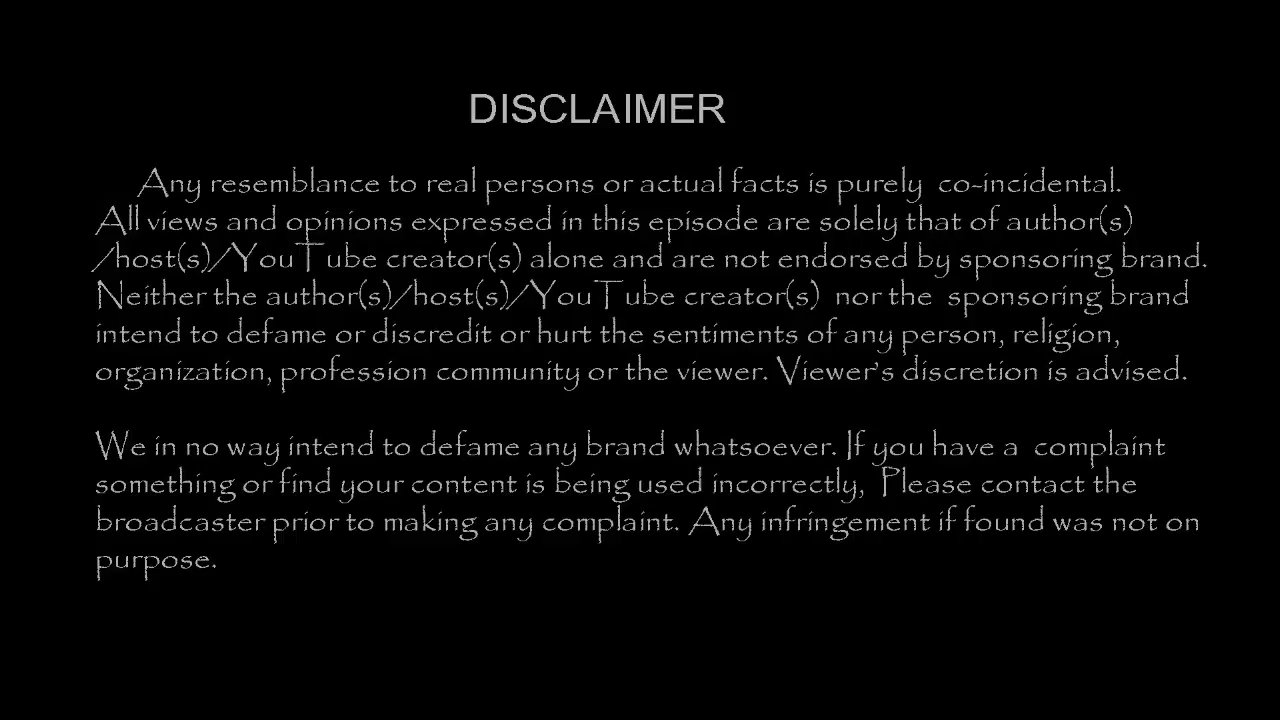 DISCLAIMER
Any resemblance to real persons or actual facts is purely co-incidental.
All views and opinions expressed in this episode are solely that of author(s)
/host(s)/YouTube creator(s) alone and are not endorsed by sponsoring brand.
Neither the author(s)/host(s)/YouTube creator(s) nor the sponsoring brand
intend to defame or discredit or hurt the sentiments of any person, religion,
organization, profession community or the viewer. Viewer's discretion is advised.
We in no way intend to defame any brand whatsoever. If you have a complaint
something or find your content is being used incorrectly, Please contact the
broadcaster prior to making any complaint. Any infringement if found was not on
purpose.